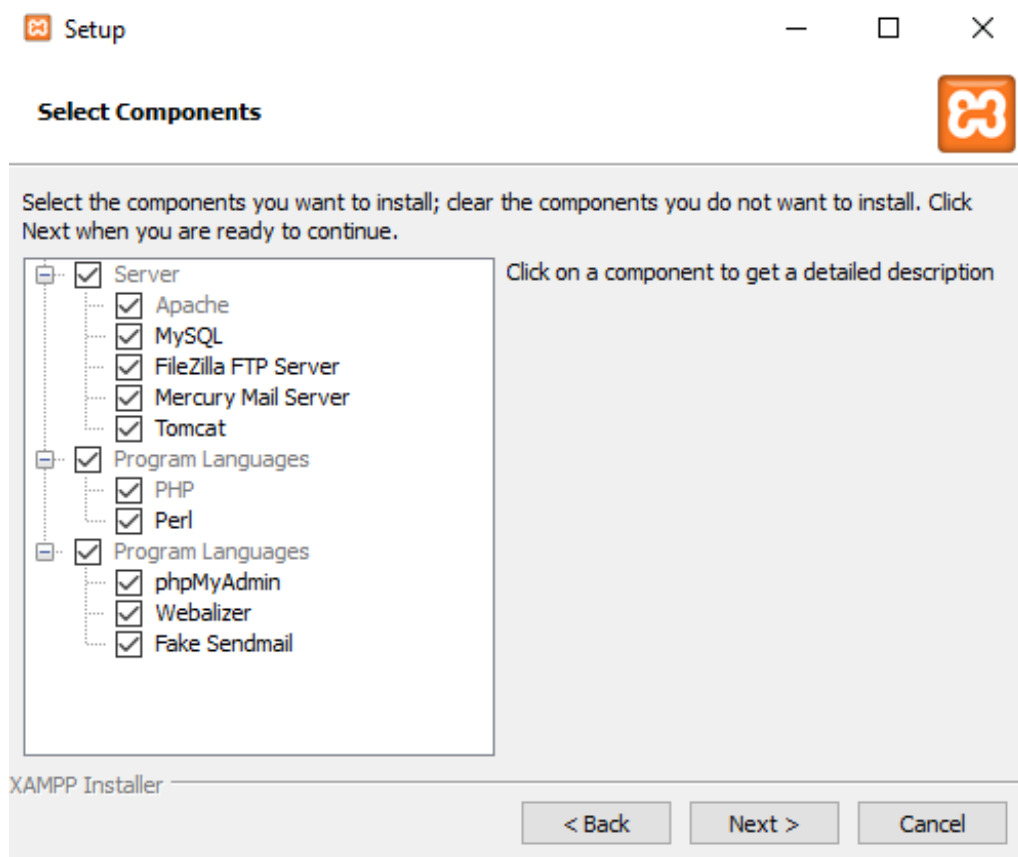 Setup
Select Components
Select the components you want to install; clear the components you do not want to install. Click
Next when you are ready to continue.
Server
Apache
MySQL
FileZilla FTP Server
Mercury Mail Server
Tomcat
Program Languages
PHP
Perl
Program Languages
phpMyAdmin
Webalizer
Fake Sendmail
Click on a component to get a detailed description
XAMPP Installer
< Back
Next >
Cancel